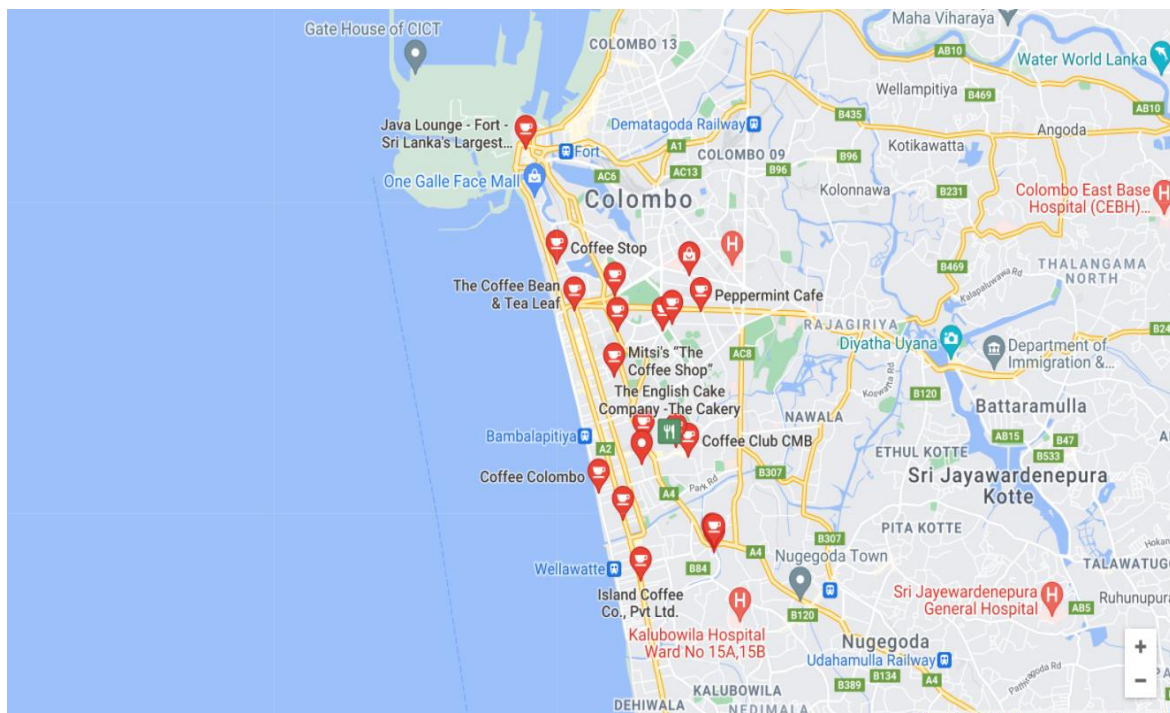 Maha Viharaya
Gate House of CICT
COLOMBO 13
AB10
Water World Lanka
Wellampitiya
B469
AB10
Java Lounge - Fort -
Sri Lanka's Largest...
Dematagoda Railway
B435
Angoda
Fort
A1
COLOMBO 09
B96
Kotikawatta
One Galle Face Mall
AC6
AC13
B96
Kolonnawa
B231
Colombo East Base
Hospital (CEBH)...
Colombo
Coffee Stop
B469
THALANGAMA
NORTH
Kalapaluwawa Rd
The Coffee Bean
& Tea Leaf
Peppermint Cafe
RAJAGIRIYA
B24
Diyatha Uyana
Department of
Immigration &...
Mitsi's "The
Coffee Shop"
AC8
Koswatta Rd
B120
The English Cake
Company -The Cakery
NAWALA
Battaramulla
Bambalapitiya
A2
Coffee Club CMB
AB15
B47
ETHUL KOTTE
B533
Coffee Colombo
B307
Park Rd
A4
Sri Jayawardenepura
Kotte
PITA KOTTE
B307
A4
Hokan
Nugegoda Town
TALAWATUG
Wellawatte
B84
Island Coffee
Co., Pvt Ltd.
B120
Sri Jayewardenepura
General Hospital
AB5
Ruhunupura
Kalubowila Hospital
Ward No 15A,15B
Nugegoda
Udahamulla Railway
KALUBOWILA
B389
B134
A4
DEHIWALA
NEDIMALA